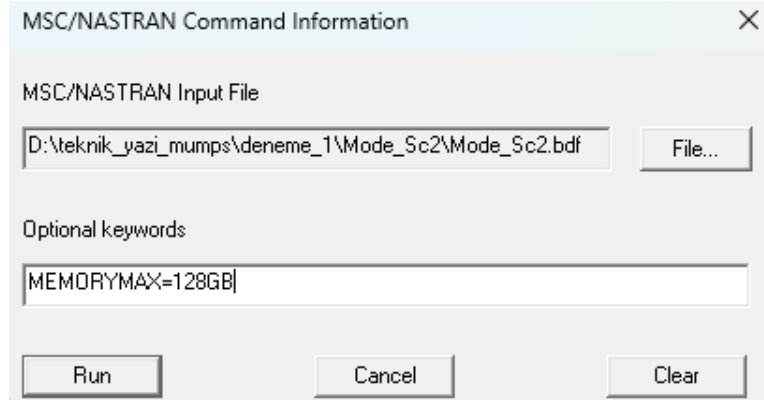 MSC/NASTRAN Command Information
MSC/NASTRAN Input File
D:\teknik_yazi_mumps\deneme_1\Mode_Sc2\Mode_Sc2.bdf
File...
Optional keywords
MEMORYMAX=128GB
Run
Cancel
Clear